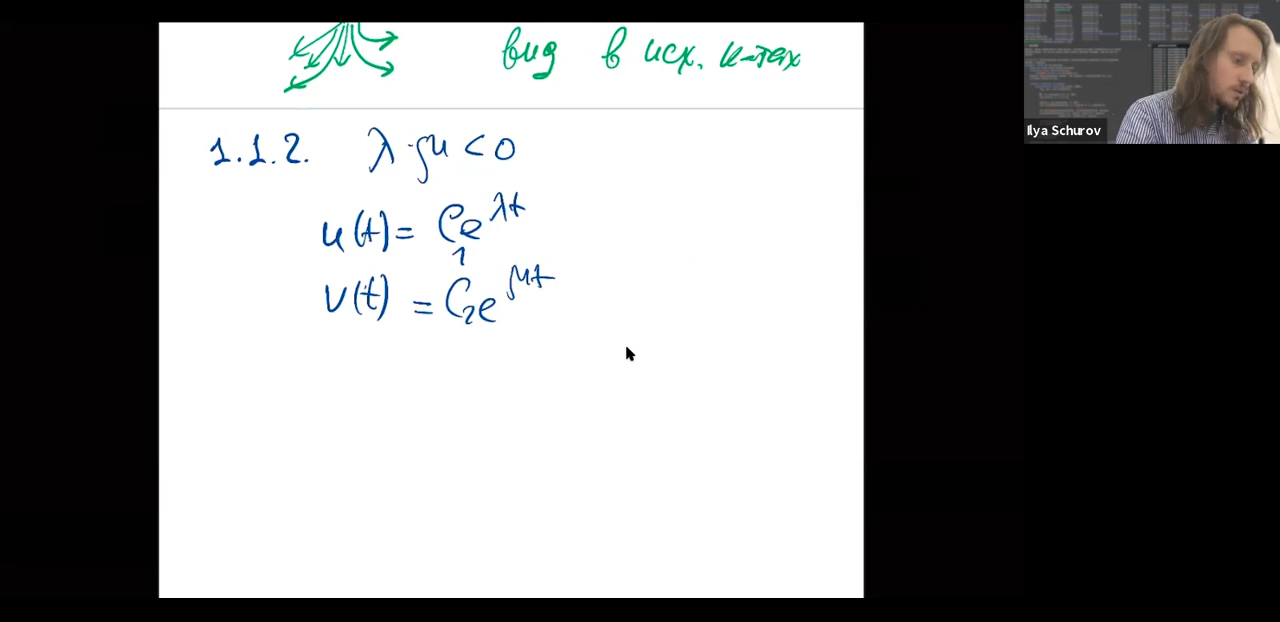 вид в исх. к-тах
1.1.2. λ·μ < 0
u(t) = C₁e^{λt}
v(t) = C₂e^{μt}
Ilya Schurov